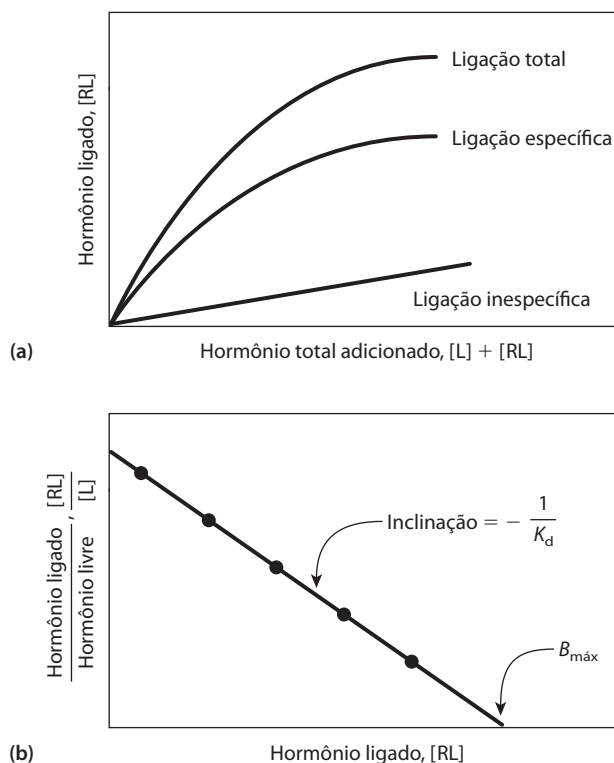 Hormônio ligado, [RL]
Ligação total
Ligação específica
Ligação inespecífica
(a)
Hormônio total adicionado, [L] + [RL]
Hormônio ligado
Hormônio livre
, [RL]
[L]
Inclinação = − 1
K_d
B_máx
(b)
Hormônio ligado, [RL]